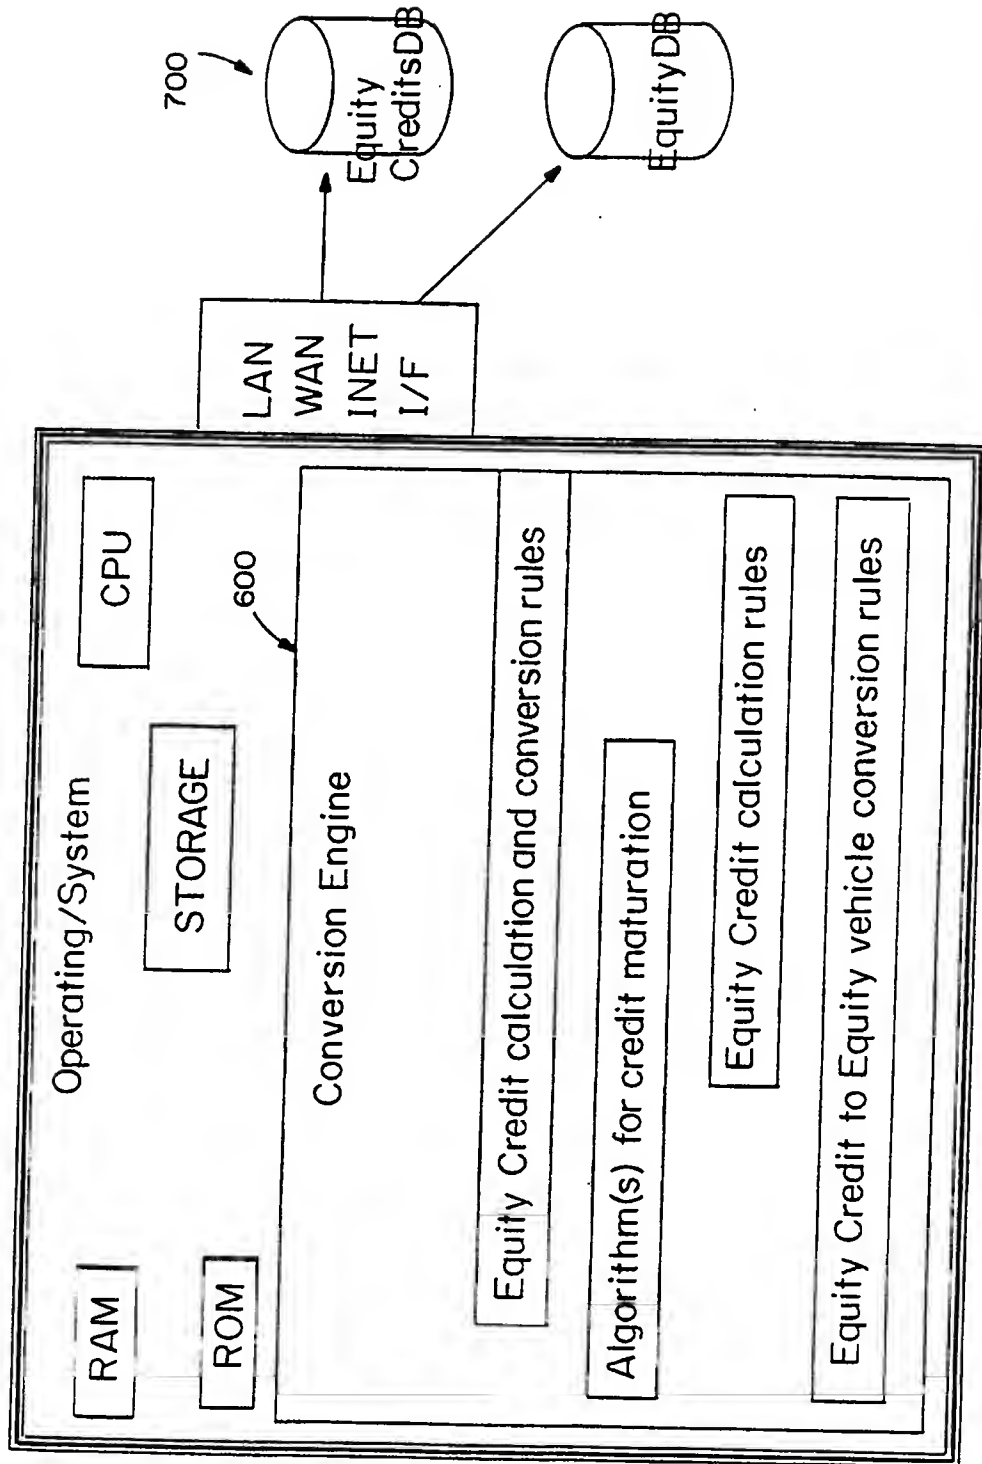 Operating/System
RAM
ROM
STORAGE
CPU
600
Conversion Engine
Equity Credit calculation and conversion rules
Algorithm(s) for credit maturation
Equity Credit calculation rules
Equity Credit to Equity vehicle conversion rules
LAN
WAN
INET
I/F
700
Equity
CreditsDB
EquityDB